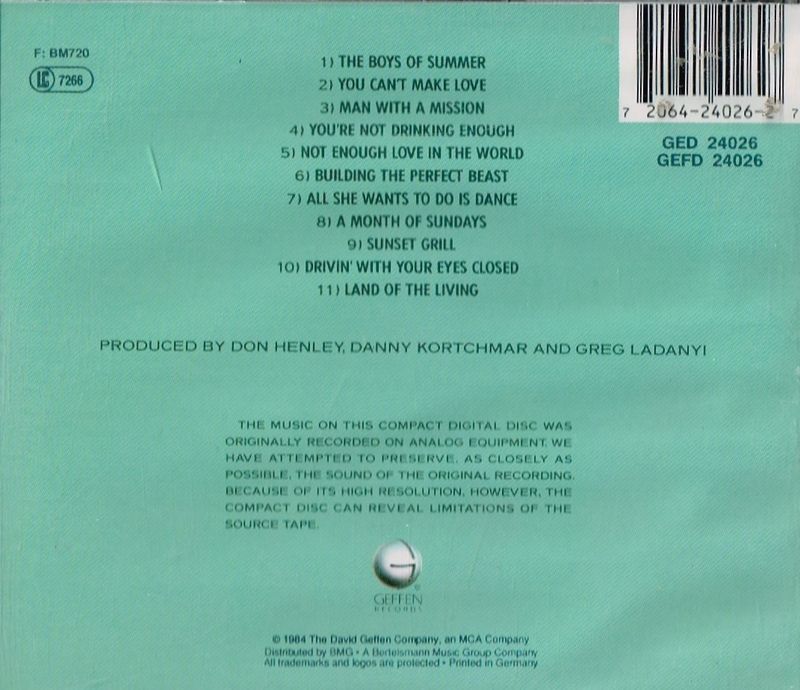 F: BM720
LC 7266
1) THE BOYS OF SUMMER
2) YOU CAN'T MAKE LOVE
3) MAN WITH A MISSION
4) YOU'RE NOT DRINKING ENOUGH
5) NOT ENOUGH LOVE IN THE WORLD
6) BUILDING THE PERFECT BEAST
7) ALL SHE WANTS TO DO IS DANCE
8) A MONTH OF SUNDAYS
9) SUNSET GRILL
10) DRIVIN' WITH YOUR EYES CLOSED
11) LAND OF THE LIVING
7 2064-24026-2 7
GED 24026
GEFD 24026
PRODUCED BY DON HENLEY, DANNY KORTCHMAR AND GREG LADANYI
THE MUSIC ON THIS COMPACT DIGITAL DISC WAS
ORIGINALLY RECORDED ON ANALOG EQUIPMENT. WE
HAVE ATTEMPTED TO PRESERVE, AS CLOSELY AS
POSSIBLE, THE SOUND OF THE ORIGINAL RECORDING.
BECAUSE OF ITS HIGH RESOLUTION, HOWEVER, THE
COMPACT DISC CAN REVEAL LIMITATIONS OF THE
SOURCE TAPE.
G
GEFFEN
RECORDS
© 1984 The David Geffen Company, an MCA Company
Distributed by BMG • A Bertelsmann Music Group Company
All trademarks and logos are protected • Printed in Germany